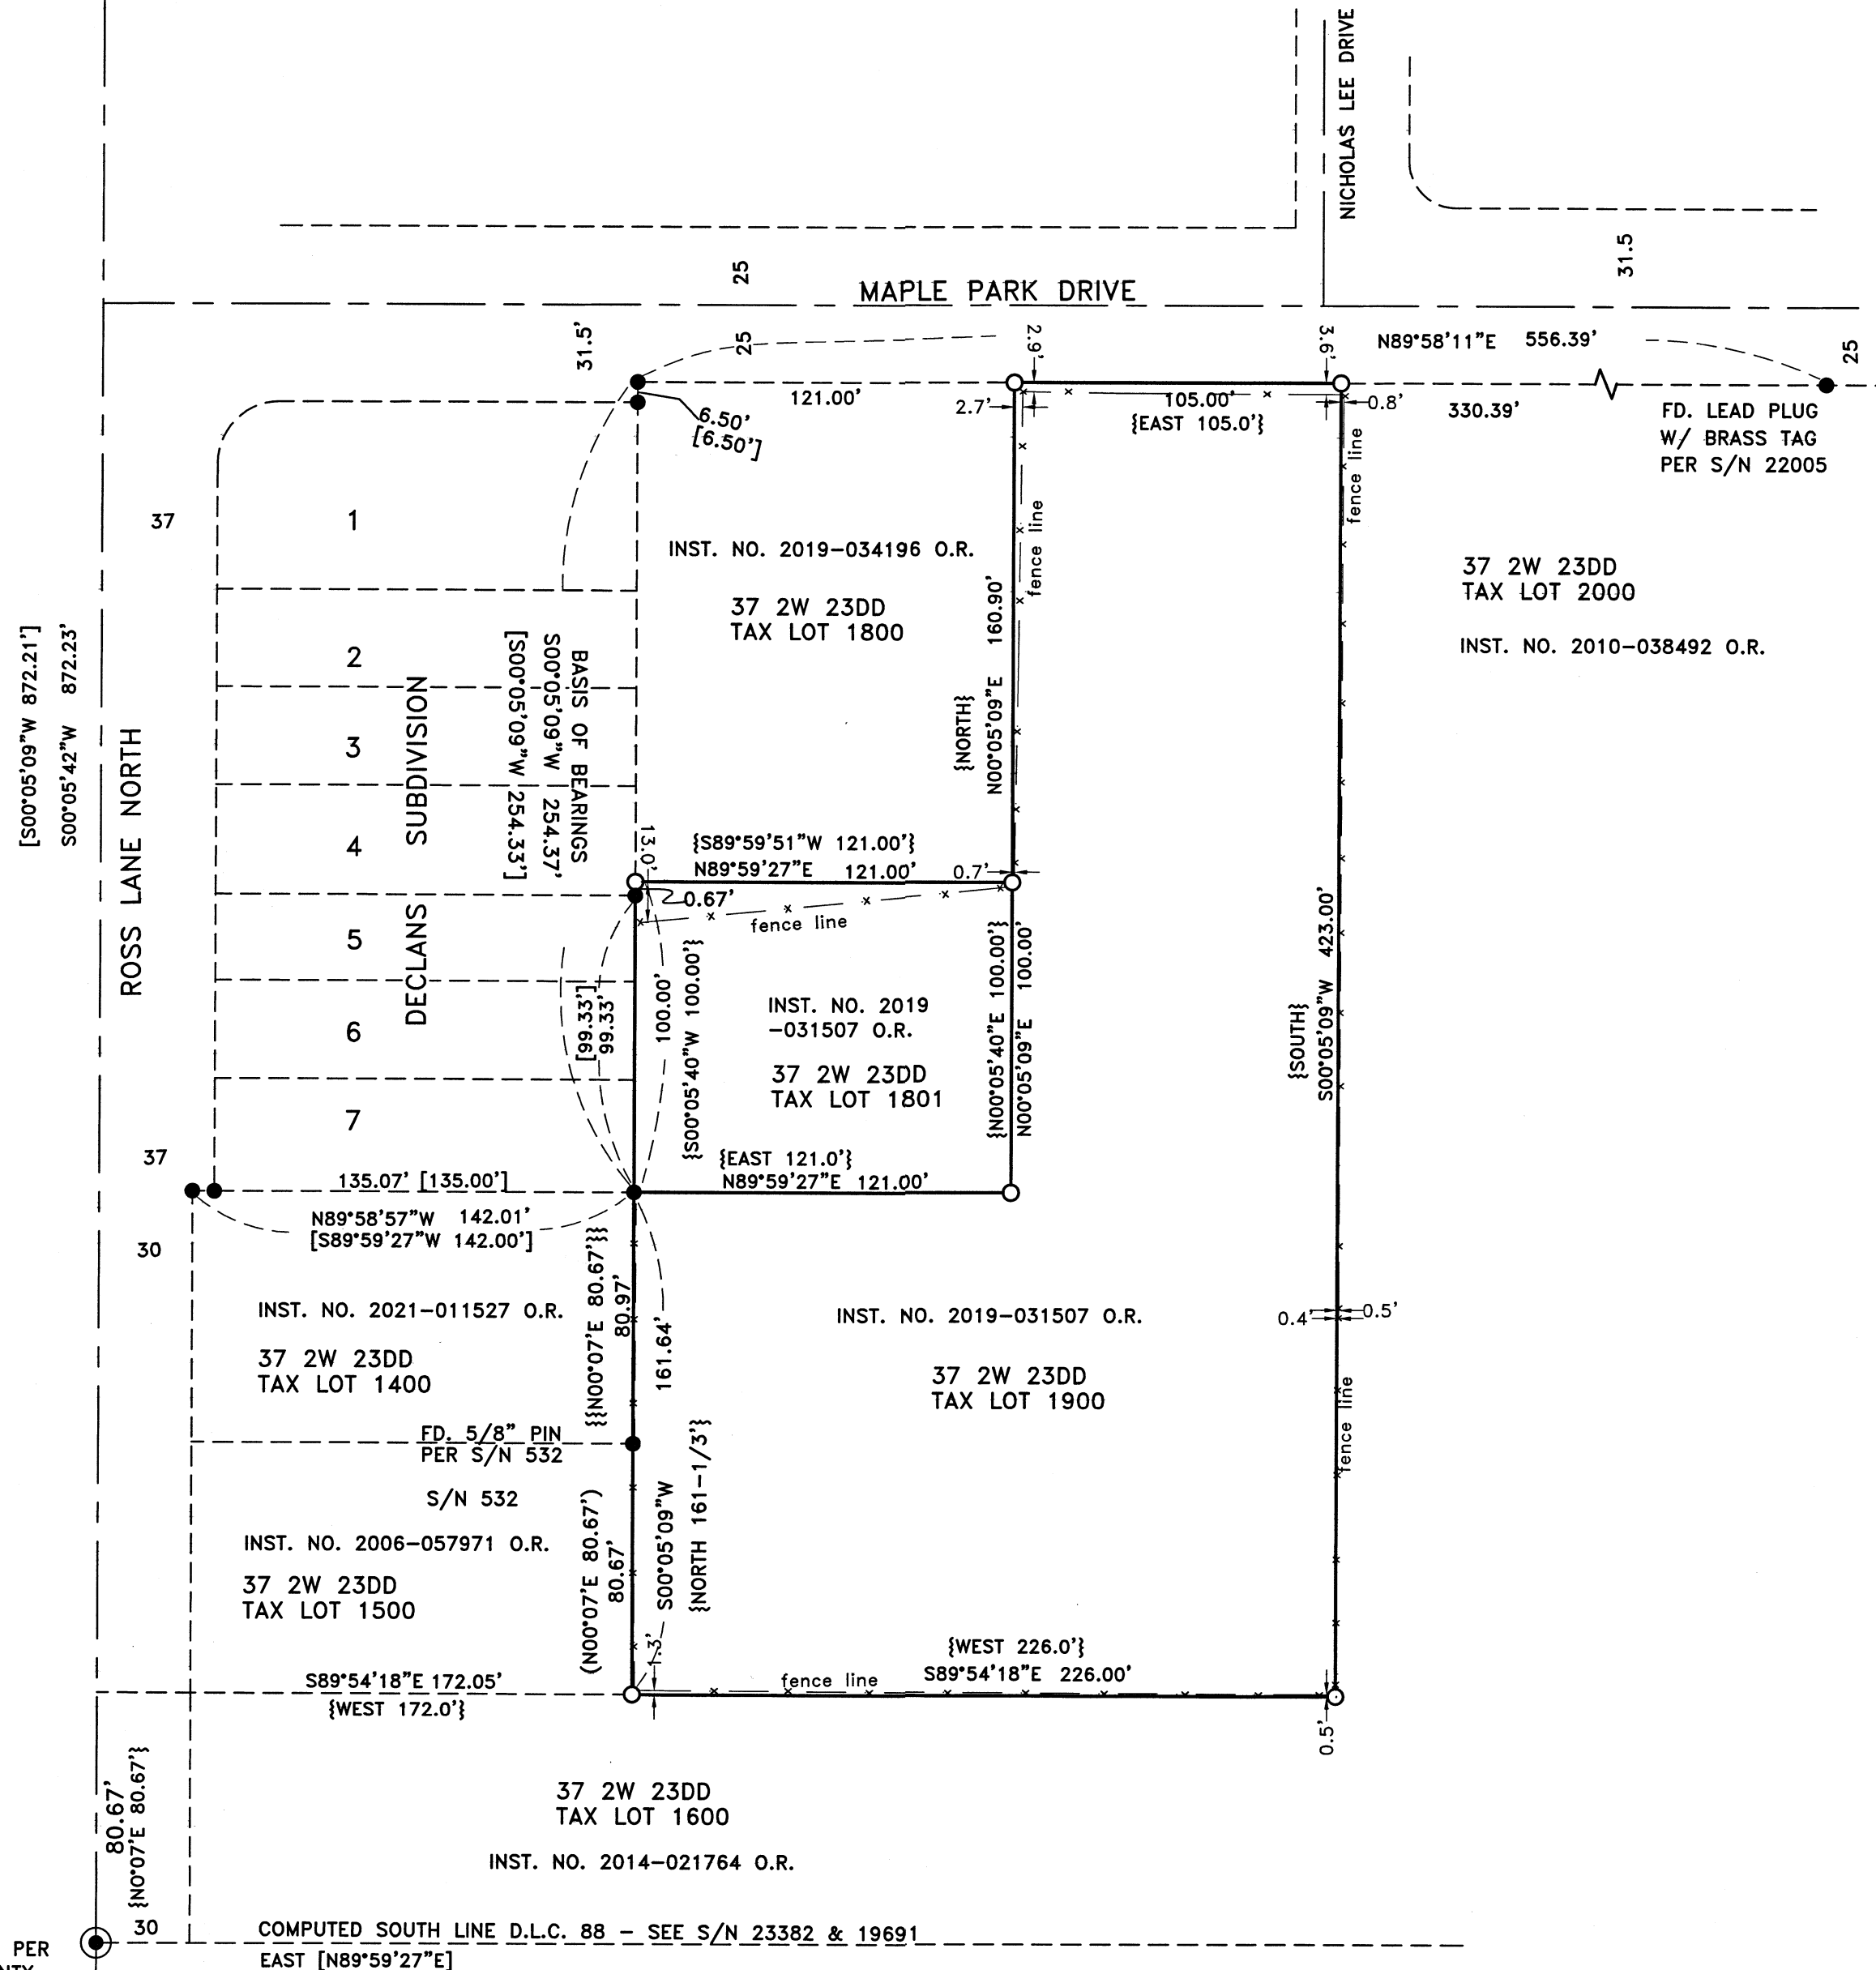 NICHOLAS LEE DRIVE
31.5
25
MAPLE PARK DRIVE
31.5'
25
2.9'
3.6'
N89°58'11"E 556.39'
25
121.00'
2.7'
105.00'
{EAST 105.0'}
0.8'
330.39'
6.50'
[6.50']
FD. LEAD PLUG
W/ BRASS TAG
PER S/N 22005
fence line
fence line
37
1
INST. NO. 2019-034196 O.R.
37 2W 23DD
TAX LOT 1800
37 2W 23DD
TAX LOT 2000
INST. NO. 2010-038492 O.R.
{NORTH}
N00°05'09"E 160.90'
[S00°05'09"W 872.21']
S00°05'42"W 872.23'
ROSS LANE NORTH
2
3
4
5
6
7
DECLANS SUBDIVISION
BASIS OF BEARINGS
S00°05'09"W 254.37'
[S00°05'09"W 254.33']
13.0'
{S89°59'51"W 121.00'}
N89°59'27"E 121.00'
0.7'
0.67'
fence line
[99.33']
99.33'
100.00'
{S00°05'40"W 100.00'}
INST. NO. 2019
-031507 O.R.
37 2W 23DD
TAX LOT 1801
{N00°05'40"E 100.00'}
N00°05'09"E 100.00'
{SOUTH}
S00°05'09"W 423.00'
{EAST 121.0'}
N89°59'27"E 121.00'
37
135.07' [135.00']
N89°58'57"W 142.01'
[S89°59'27"W 142.00']
30
INST. NO. 2021-011527 O.R.
37 2W 23DD
TAX LOT 1400
{{N00°07'E 80.67'}}
80.97'
161.64'
INST. NO. 2019-031507 O.R.
37 2W 23DD
TAX LOT 1900
0.4'
0.5'
fence line
FD. 5/8" PIN
PER S/N 532
S/N 532
INST. NO. 2006-057971 O.R.
37 2W 23DD
TAX LOT 1500
(N00°07'E 80.67')
80.67'
S00°05'09"W
{NORTH 161-1/3'}
1.3'
S89°54'18"E 172.05'
{WEST 172.0'}
fence line
{WEST 226.0'}
S89°54'18"E 226.00'
0.5'
80.67'
{N0°07'E 80.67'}
37 2W 23DD
TAX LOT 1600
INST. NO. 2014-021764 O.R.
30
COMPUTED SOUTH LINE D.L.C. 88 - SEE S/N 23382 & 19691
PER
EAST [N89°59'27"E]